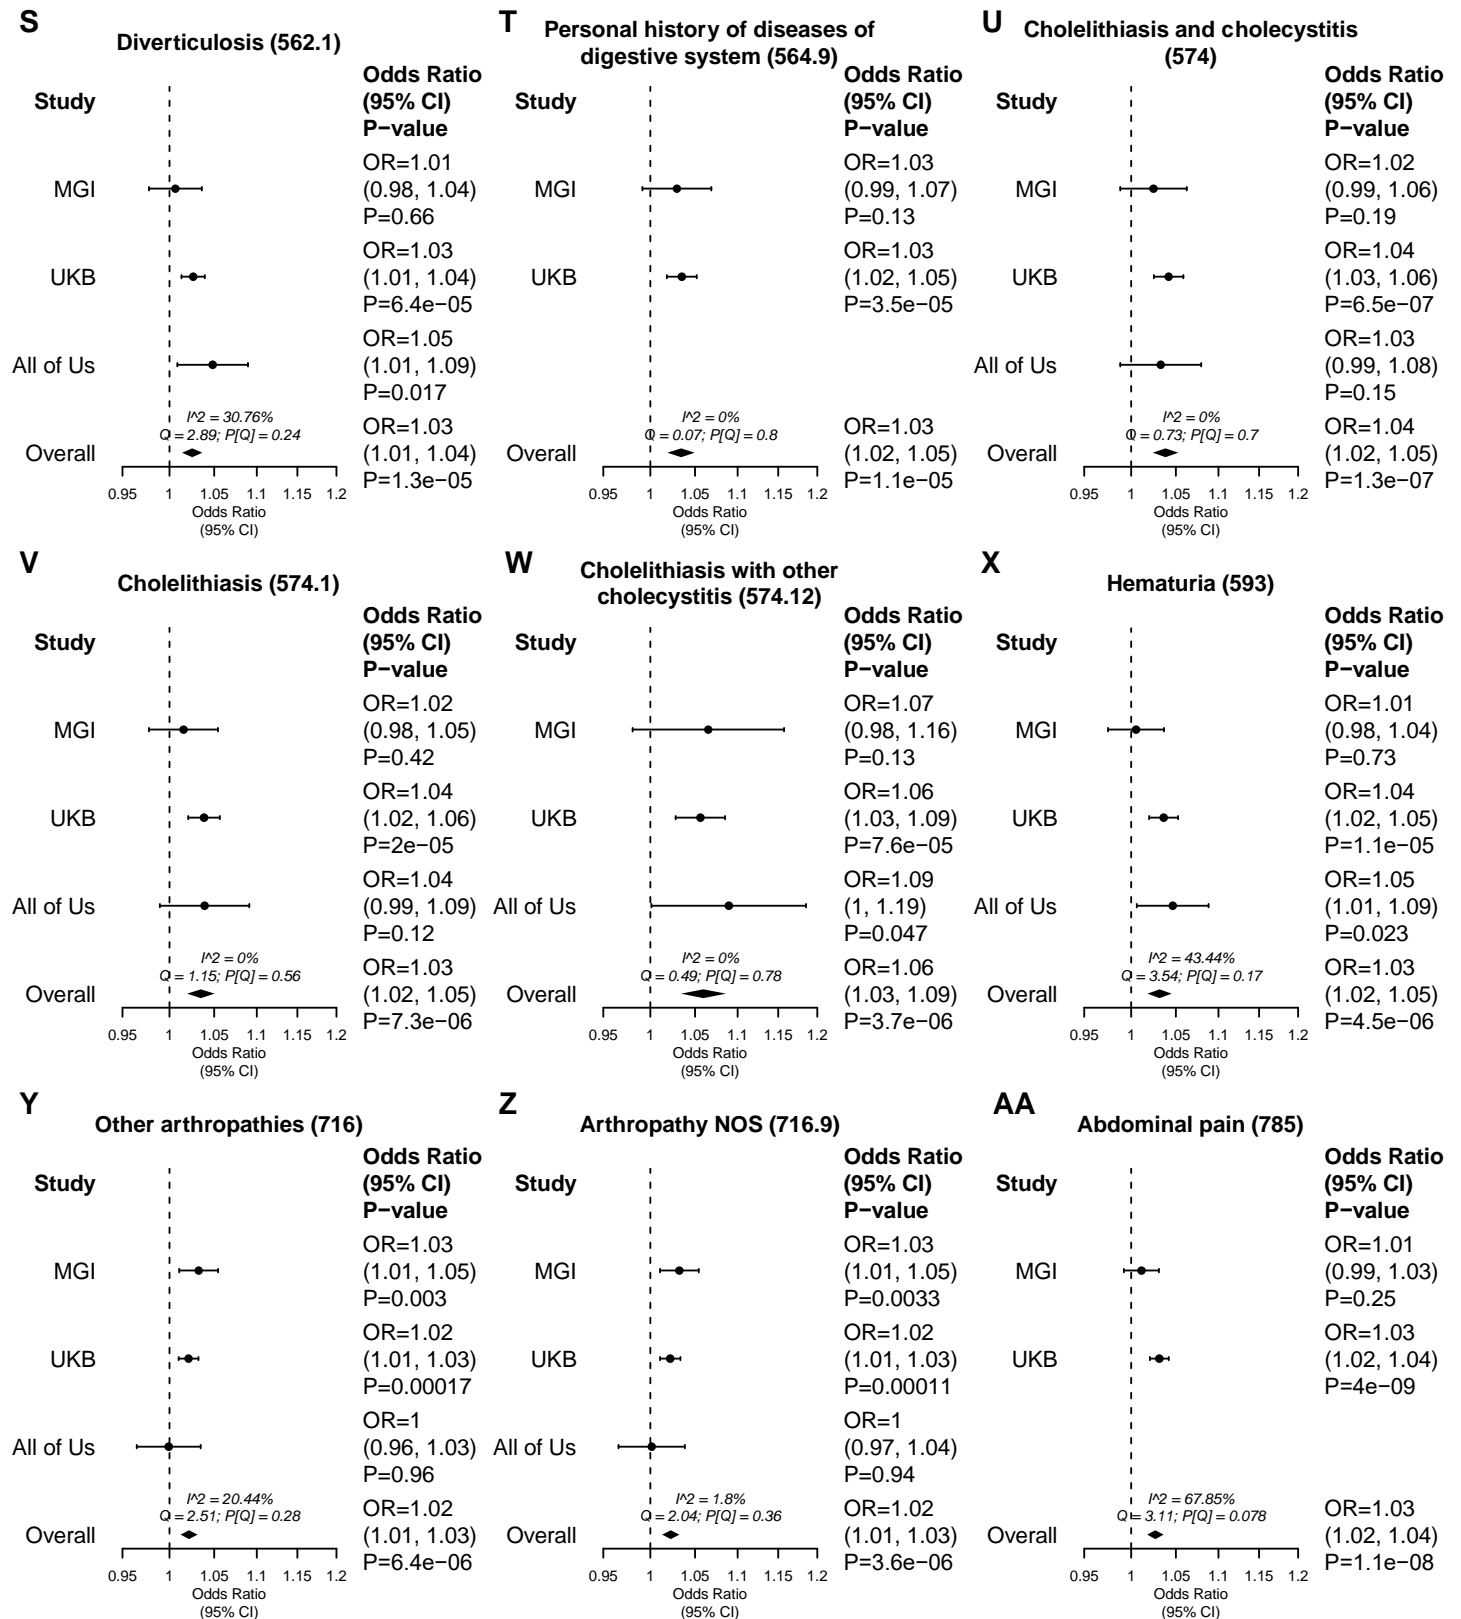 S
Diverticulosis (562.1)
Study
Odds Ratio
(95% CI)
P−value
MGI
OR=1.01
(0.98, 1.04)
P=0.66
UKB
OR=1.03
(1.01, 1.04)
P=6.4e−05
All of Us
OR=1.05
(1.01, 1.09)
P=0.017
I^2 = 30.76%
Q = 2.89; P[Q] = 0.24
Overall
OR=1.03
(1.01, 1.04)
P=1.3e−05
0.95 1 1.05 1.1 1.15 1.2
Odds Ratio
(95% CI)
T
Personal history of diseases of
digestive system (564.9)
Study
Odds Ratio
(95% CI)
P−value
MGI
OR=1.03
(0.99, 1.07)
P=0.13
UKB
OR=1.03
(1.02, 1.05)
P=3.5e−05
I^2 = 0%
Q = 0.07; P[Q] = 0.8
Overall
OR=1.03
(1.02, 1.05)
P=1.1e−05
0.95 1 1.05 1.1 1.15 1.2
Odds Ratio
(95% CI)
U
Cholelithiasis and cholecystitis
(574)
Study
Odds Ratio
(95% CI)
P−value
MGI
OR=1.02
(0.99, 1.06)
P=0.19
UKB
OR=1.04
(1.03, 1.06)
P=6.5e−07
All of Us
OR=1.03
(0.99, 1.08)
P=0.15
I^2 = 0%
Q = 0.73; P[Q] = 0.7
Overall
OR=1.04
(1.02, 1.05)
P=1.3e−07
0.95 1 1.05 1.1 1.15 1.2
Odds Ratio
(95% CI)
V
Cholelithiasis (574.1)
Study
Odds Ratio
(95% CI)
P−value
MGI
OR=1.02
(0.98, 1.05)
P=0.42
UKB
OR=1.04
(1.02, 1.06)
P=2e−05
All of Us
OR=1.04
(0.99, 1.09)
P=0.12
I^2 = 0%
Q = 1.15; P[Q] = 0.56
Overall
OR=1.03
(1.02, 1.05)
P=7.3e−06
0.95 1 1.05 1.1 1.15 1.2
Odds Ratio
(95% CI)
W
Cholelithiasis with other
cholecystitis (574.12)
Study
Odds Ratio
(95% CI)
P−value
MGI
OR=1.07
(0.98, 1.16)
P=0.13
UKB
OR=1.06
(1.03, 1.09)
P=7.6e−05
All of Us
OR=1.09
(1, 1.19)
P=0.047
I^2 = 0%
Q = 0.49; P[Q] = 0.78
Overall
OR=1.06
(1.03, 1.09)
P=3.7e−06
0.95 1 1.05 1.1 1.15 1.2
Odds Ratio
(95% CI)
X
Hematuria (593)
Study
Odds Ratio
(95% CI)
P−value
MGI
OR=1.01
(0.98, 1.04)
P=0.73
UKB
OR=1.04
(1.02, 1.05)
P=1.1e−05
All of Us
OR=1.05
(1.01, 1.09)
P=0.023
I^2 = 43.44%
Q = 3.54; P[Q] = 0.17
Overall
OR=1.03
(1.02, 1.05)
P=4.5e−06
0.95 1 1.05 1.1 1.15 1.2
Odds Ratio
(95% CI)
Y
Other arthropathies (716)
Study
Odds Ratio
(95% CI)
P−value
MGI
OR=1.03
(1.01, 1.05)
P=0.003
UKB
OR=1.02
(1.01, 1.03)
P=0.00017
All of Us
OR=1
(0.96, 1.03)
P=0.96
I^2 = 20.44%
Q = 2.51; P[Q] = 0.28
Overall
OR=1.02
(1.01, 1.03)
P=6.4e−06
0.95 1 1.05 1.1 1.15 1.2
Odds Ratio
(95% CI)
Z
Arthropathy NOS (716.9)
Study
Odds Ratio
(95% CI)
P−value
MGI
OR=1.03
(1.01, 1.05)
P=0.0033
UKB
OR=1.02
(1.01, 1.03)
P=0.00011
All of Us
OR=1
(0.97, 1.04)
P=0.94
I^2 = 1.8%
Q = 2.04; P[Q] = 0.36
Overall
OR=1.02
(1.01, 1.03)
P=3.6e−06
0.95 1 1.05 1.1 1.15 1.2
Odds Ratio
(95% CI)
AA
Abdominal pain (785)
Study
Odds Ratio
(95% CI)
P−value
MGI
OR=1.01
(0.99, 1.03)
P=0.25
UKB
OR=1.03
(1.02, 1.04)
P=4e−09
I^2 = 67.85%
Q = 3.11; P[Q] = 0.078
Overall
OR=1.03
(1.02, 1.04)
P=1.1e−08
0.95 1 1.05 1.1 1.15 1.2
Odds Ratio
(95% CI)